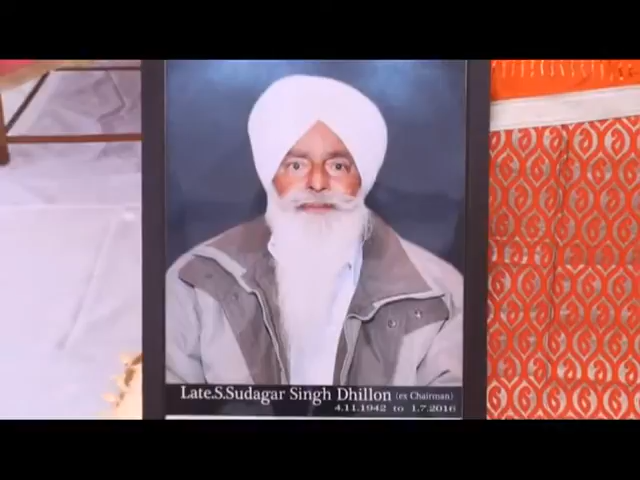 Late.S.Sudagar Singh Dhillon (ex Chairman)
4.11.1942 to 1.7.2016